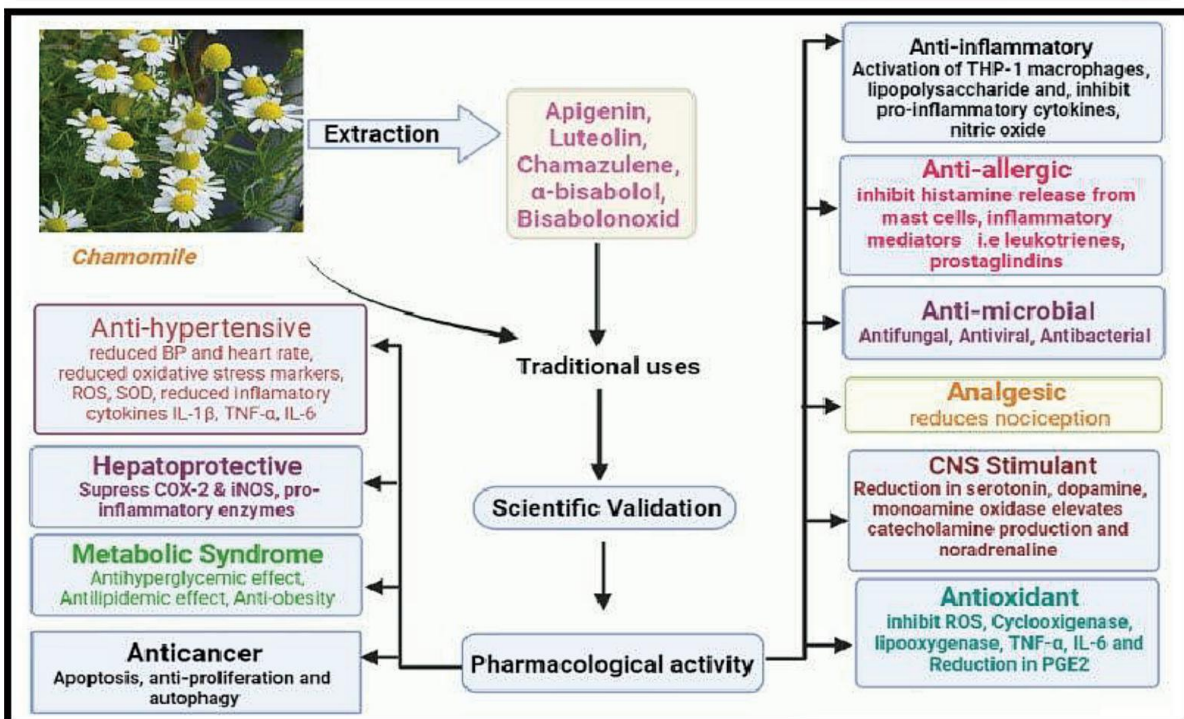 Chamomile
Extraction
Apigenin,
Luteolin,
Chamazulene,
α-bisabolol,
Bisabolonoxid
Traditional uses
Scientific Validation
Pharmacological activity
Anti-hypertensive
reduced BP and heart rate,
reduced oxidative stress markers,
ROS, SOD, reduced inflamatory
cytokines IL-1β, TNF-α, IL-6
Hepatoprotective
Supress COX-2 & iNOS, pro-
inflammatory enzymes
Metabolic Syndrome
Antihyperglycemic effect,
Antilipidemic effect, Anti-obesity
Anticancer
Apoptosis, anti-proliferation and
autophagy
Anti-inflammatory
Activation of THP-1 macrophages,
lipopolysaccharide and, inhibit
pro-inflammatory cytokines,
nitric oxide
Anti-allergic
inhibit histamine release from
mast cells, inflammatory
mediators i.e leukotrienes,
prostaglindins
Anti-microbial
Antifungal, Antiviral, Antibacterial
Analgesic
reduces nociception
CNS Stimulant
Reduction in serotonin, dopamine,
monoamine oxidase elevates
catecholamine production and
noradrenaline
Antioxidant
inhibit ROS, Cyclooxigenase,
lipooxygenase, TNF-α, IL-6 and
Reduction in PGE2